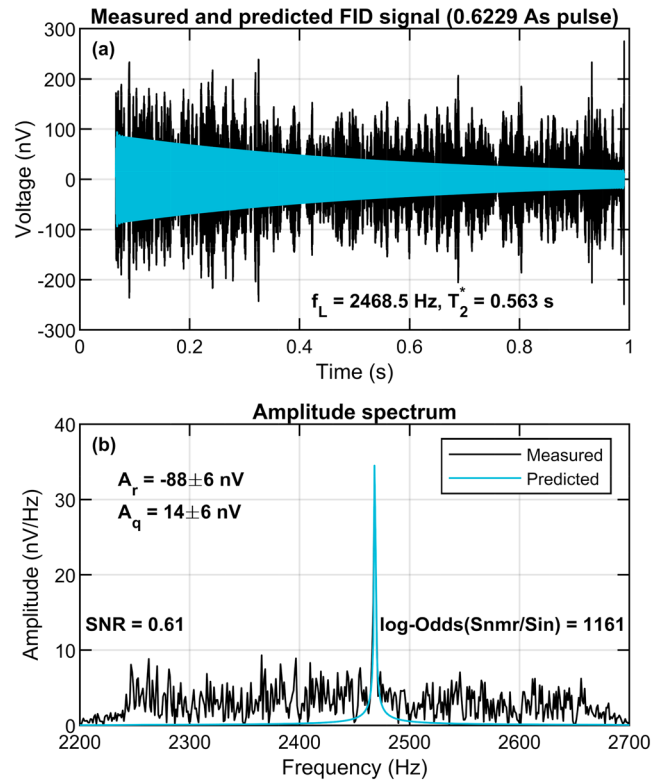 Measured and predicted FID signal (0.6229 As pulse)
(a)
300
200
100
0
-100
-200
-300
Voltage (nV)
f_L = 2468.5 Hz, T_2^* = 0.563 s
0 0.2 0.4 0.6 0.8 1
Time (s)
Amplitude spectrum
(b)
40
30
20
10
0
Amplitude (nV/Hz)
Measured
Predicted
A_r = -88±6 nV
A_q = 14±6 nV
SNR = 0.61
log-Odds(Snmr/Sin) = 1161
2200 2300 2400 2500 2600 2700
Frequency (Hz)